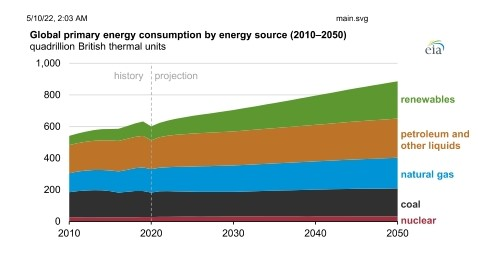 5/10/22, 2:03 AM main.svg
Global primary energy consumption by energy source (2010–2050)
quadrillion British thermal units
eia
1,000
history projection
800
renewables
600
petroleum and
other liquids
400
natural gas
200
coal
0
nuclear
2010 2020 2030 2040 2050